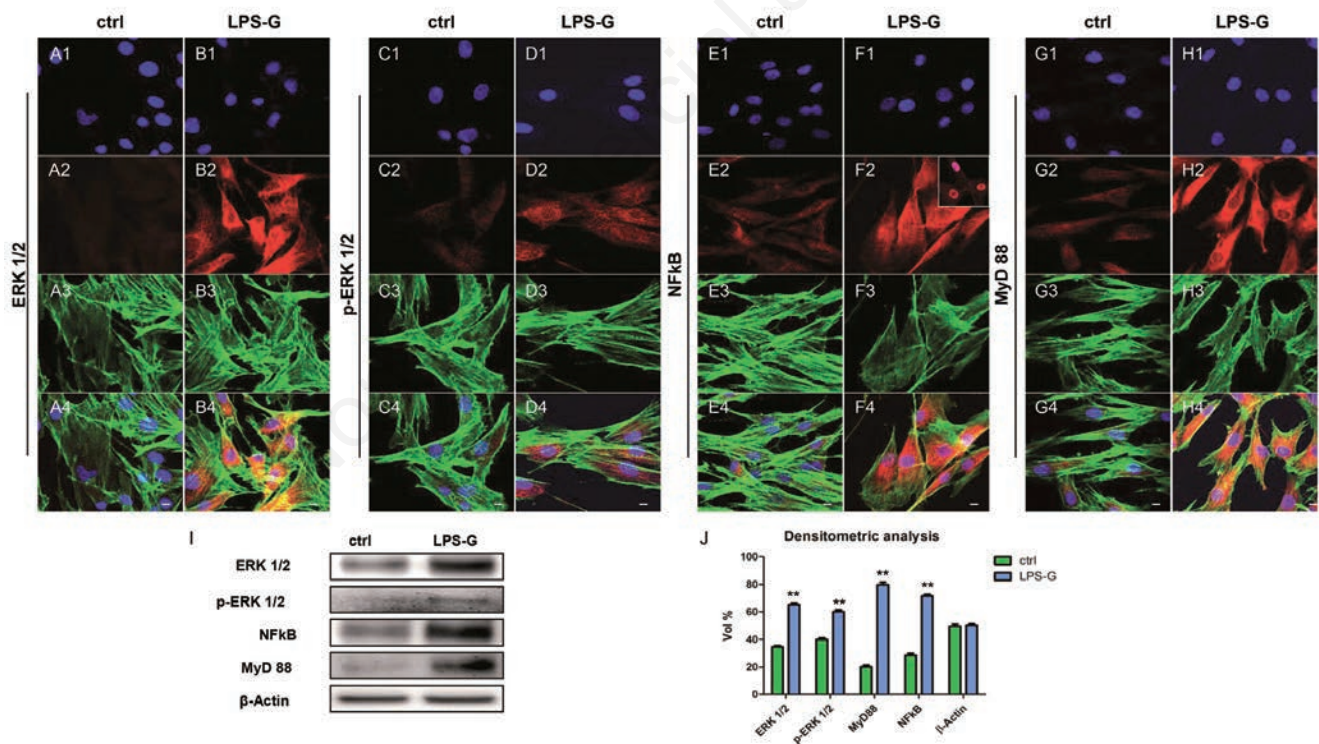 ctrl LPS-G ctrl LPS-G ctrl LPS-G ctrl LPS-G
A1 B1 C1 D1 E1 F1 G1 H1
A2 B2 C2 D2 E2 F2 G2 H2
ERK 1/2
p-ERK 1/2
NFkB
MyD 88
A3 B3 C3 D3 E3 F3 G3 H3
A4 B4 C4 D4 E4 F4 G4 H4
I
ctrl LPS-G
ERK 1/2
p-ERK 1/2
NFkB
MyD 88
β-Actin
J
Densitometric analysis
ctrl
LPS-G
Vol %
100
80
60
40
20
0
** ** ** **
ERK 1/2
p-ERK 1/2
MyD88
NFkB
β-Actin